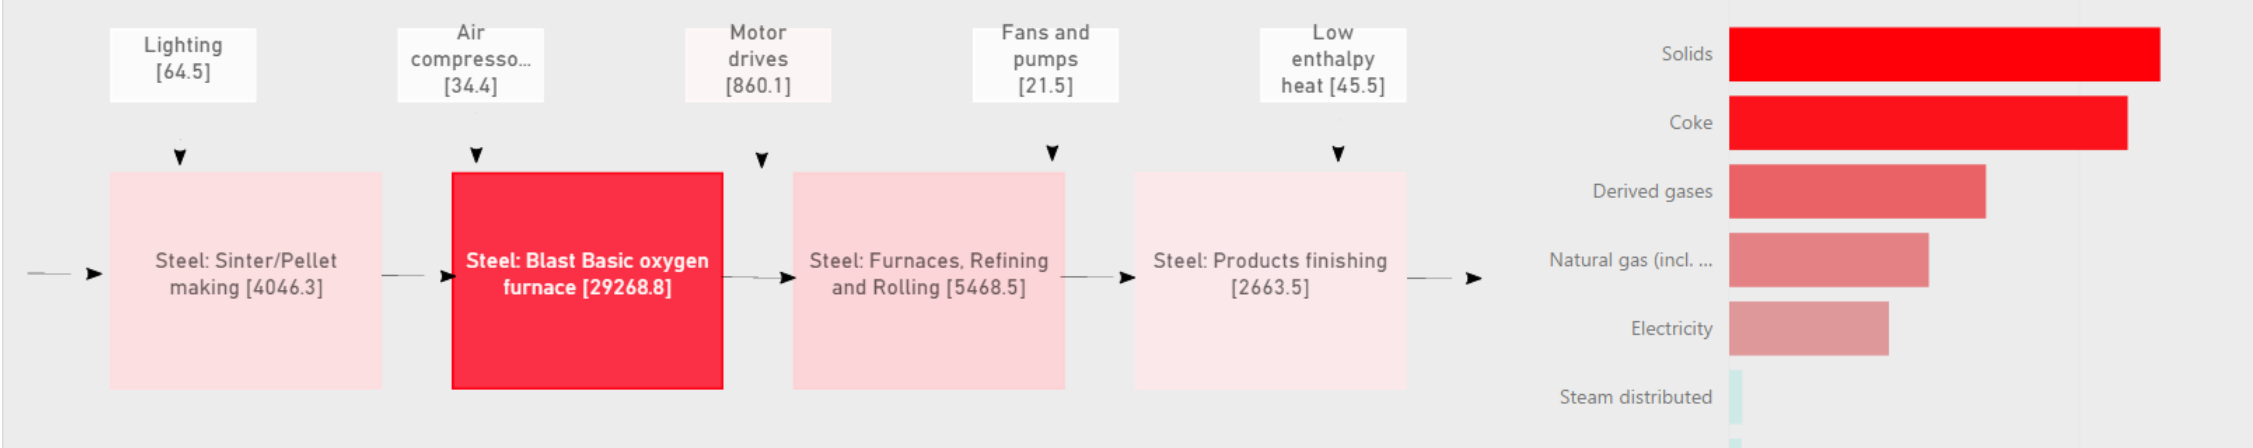 Lighting
[64.5]
Air
compresso...
[34.4]
Motor
drives
[860.1]
Fans and
pumps
[21.5]
Low
enthalpy
heat [45.5]
Steel: Sinter/Pellet
making [4046.3]
Steel: Blast Basic oxygen
furnace [29268.8]
Steel: Furnaces, Refining
and Rolling [5468.5]
Steel: Products finishing
[2663.5]
Solids
Coke
Derived gases
Natural gas (incl. ...
Electricity
Steam distributed